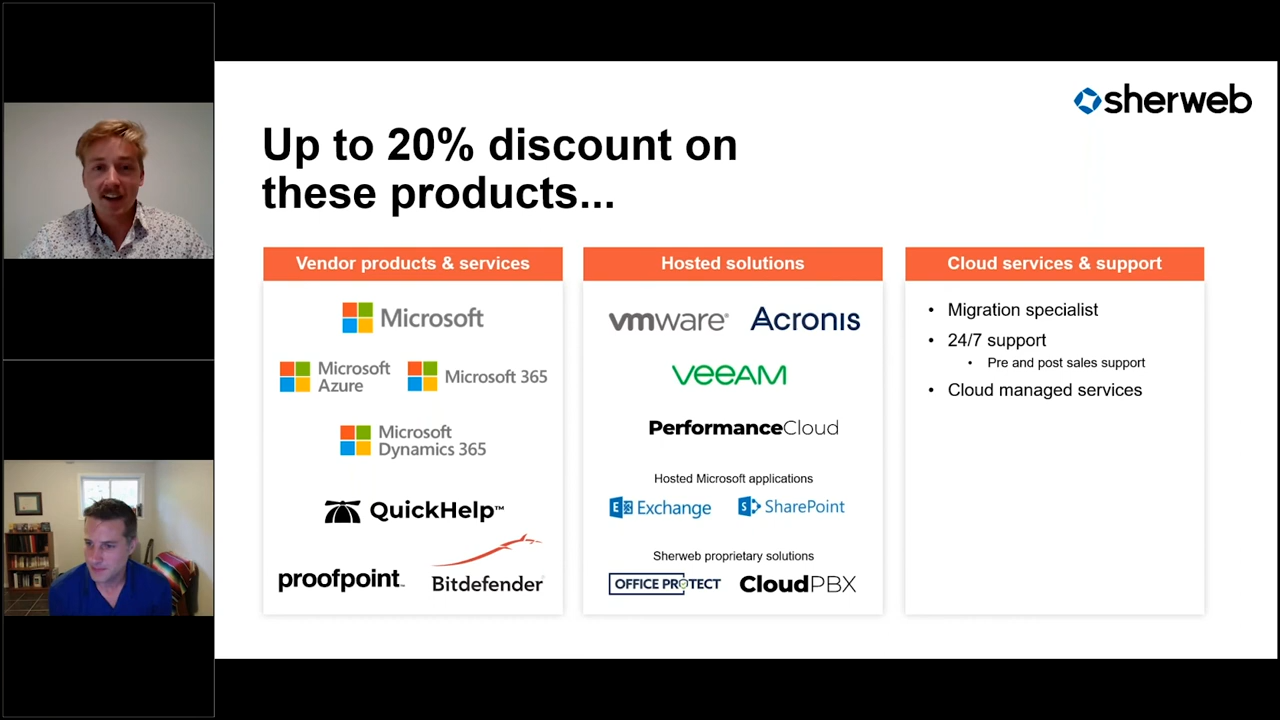 sherweb
Up to 20% discount on
these products...
Vendor products & services
Microsoft
Microsoft
Azure
Microsoft 365
Microsoft
Dynamics 365
QuickHelp™
proofpoint™
Bitdefender®
Hosted solutions
vmware®
Acronis
veeAM
PerformanceCloud
Hosted Microsoft applications
E Exchange
S SharePoint
Sherweb proprietary solutions
OFFICE PROTECT
CloudPBX
Cloud services & support
• Migration specialist
• 24/7 support
• Pre and post sales support
• Cloud managed services